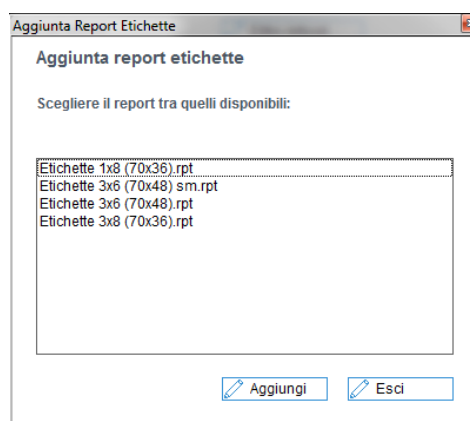 Aggiunta Report Etichette
Aggiunta report etichette
Scegliere il report tra quelli disponibili:
Etichette 1x8 (70x36).rpt
Etichette 3x6 (70x48) sm.rpt
Etichette 3x6 (70x48).rpt
Etichette 3x8 (70x36).rpt
Aggiungi
Esci